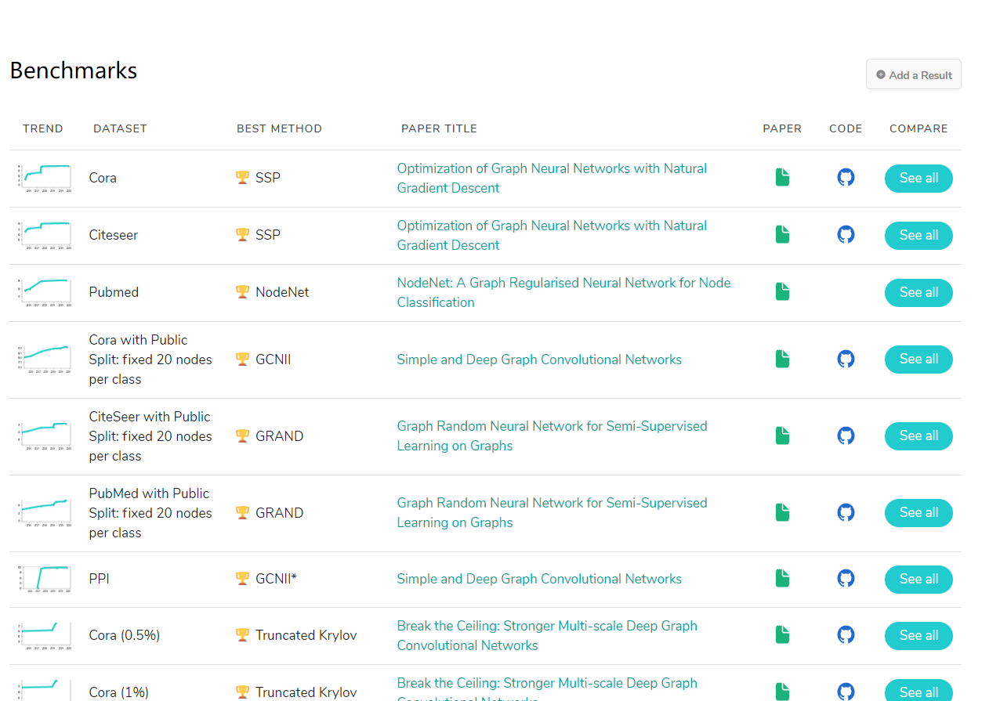 Benchmarks
Add a Result
TREND DATASET BEST METHOD PAPER TITLE PAPER CODE COMPARE
Cora SSP Optimization of Graph Neural Networks with Natural
Gradient Descent
See all
Citeseer SSP Optimization of Graph Neural Networks with Natural
Gradient Descent
See all
Pubmed NodeNet NodeNet: A Graph Regularised Neural Network for Node
Classification
See all
Cora with Public
Split: fixed 20 nodes
per class
GCNII Simple and Deep Graph Convolutional Networks See all
CiteSeer with Public
Split: fixed 20 nodes
per class
GRAND
Graph Random Neural Network for Semi-Supervised
Learning on Graphs
See all
PubMed with Public
Split: fixed 20 nodes
per class
GRAND
Graph Random Neural Network for Semi-Supervised
Learning on Graphs
See all
PPI GCNII* Simple and Deep Graph Convolutional Networks See all
Cora (0.5%) Truncated Krylov Break the Ceiling: Stronger Multi-scale Deep Graph
Convolutional Networks
See all
Cora (1%) Truncated Krylov Break the Ceiling: Stronger Multi-scale Deep Graph
Convolutional Networks
See all